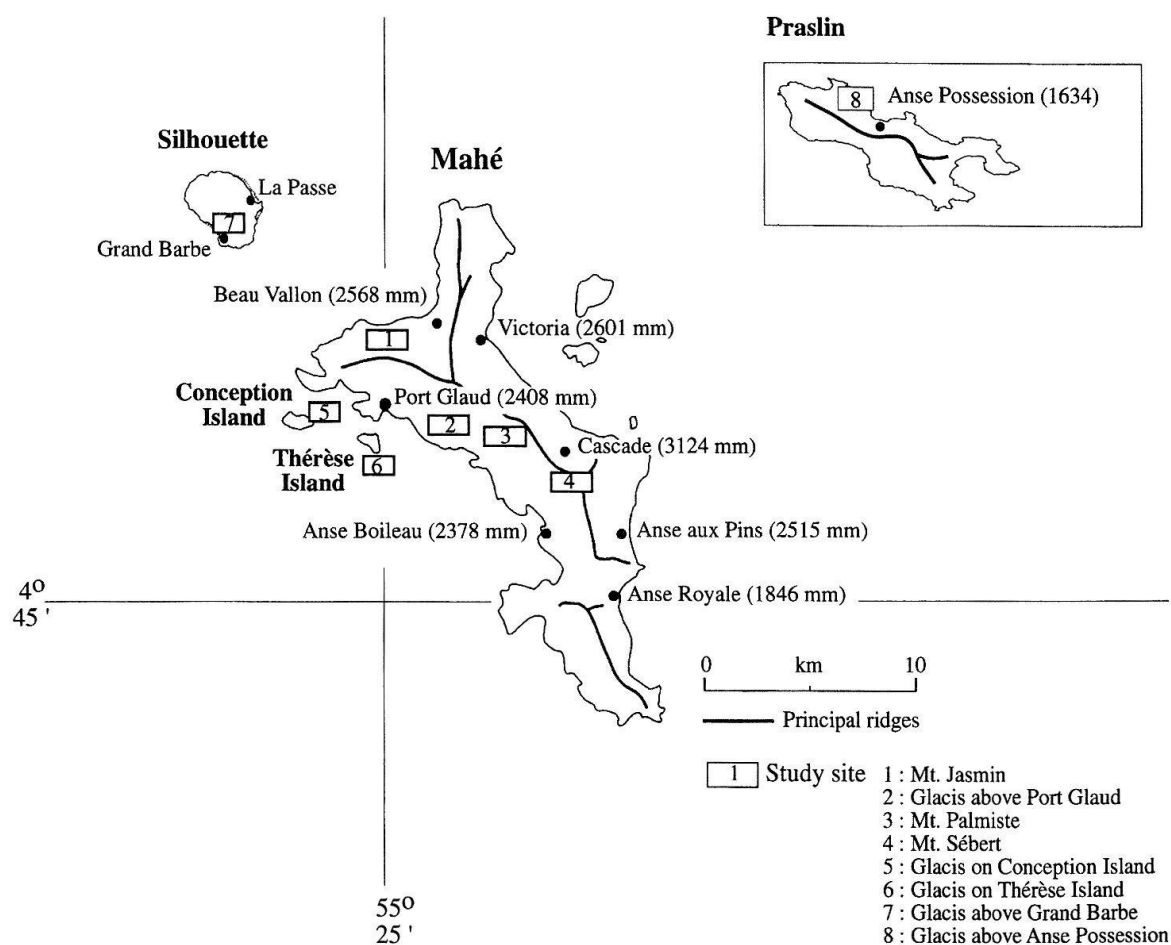 Praslin
8
Anse Possession (1634)
Silhouette
Mahé
La Passe
7
Grand Barbe
Beau Vallon (2568 mm)
1
Victoria (2601 mm)
Conception
Island
5
Port Glaud (2408 mm)
2
3
Cascade (3124 mm)
Thérèse
Island
6
4
Anse Boileau (2378 mm)
Anse aux Pins (2515 mm)
4o
45 '
Anse Royale (1846 mm)
0 km 10
Principal ridges
1 Study site
1 : Mt. Jasmin
2 : Glacis above Port Glaud
3 : Mt. Palmiste
4 : Mt. Sébert
5 : Glacis on Conception Island
6 : Glacis on Thérèse Island
7 : Glacis above Grand Barbe
8 : Glacis above Anse Possession
55o
25 '